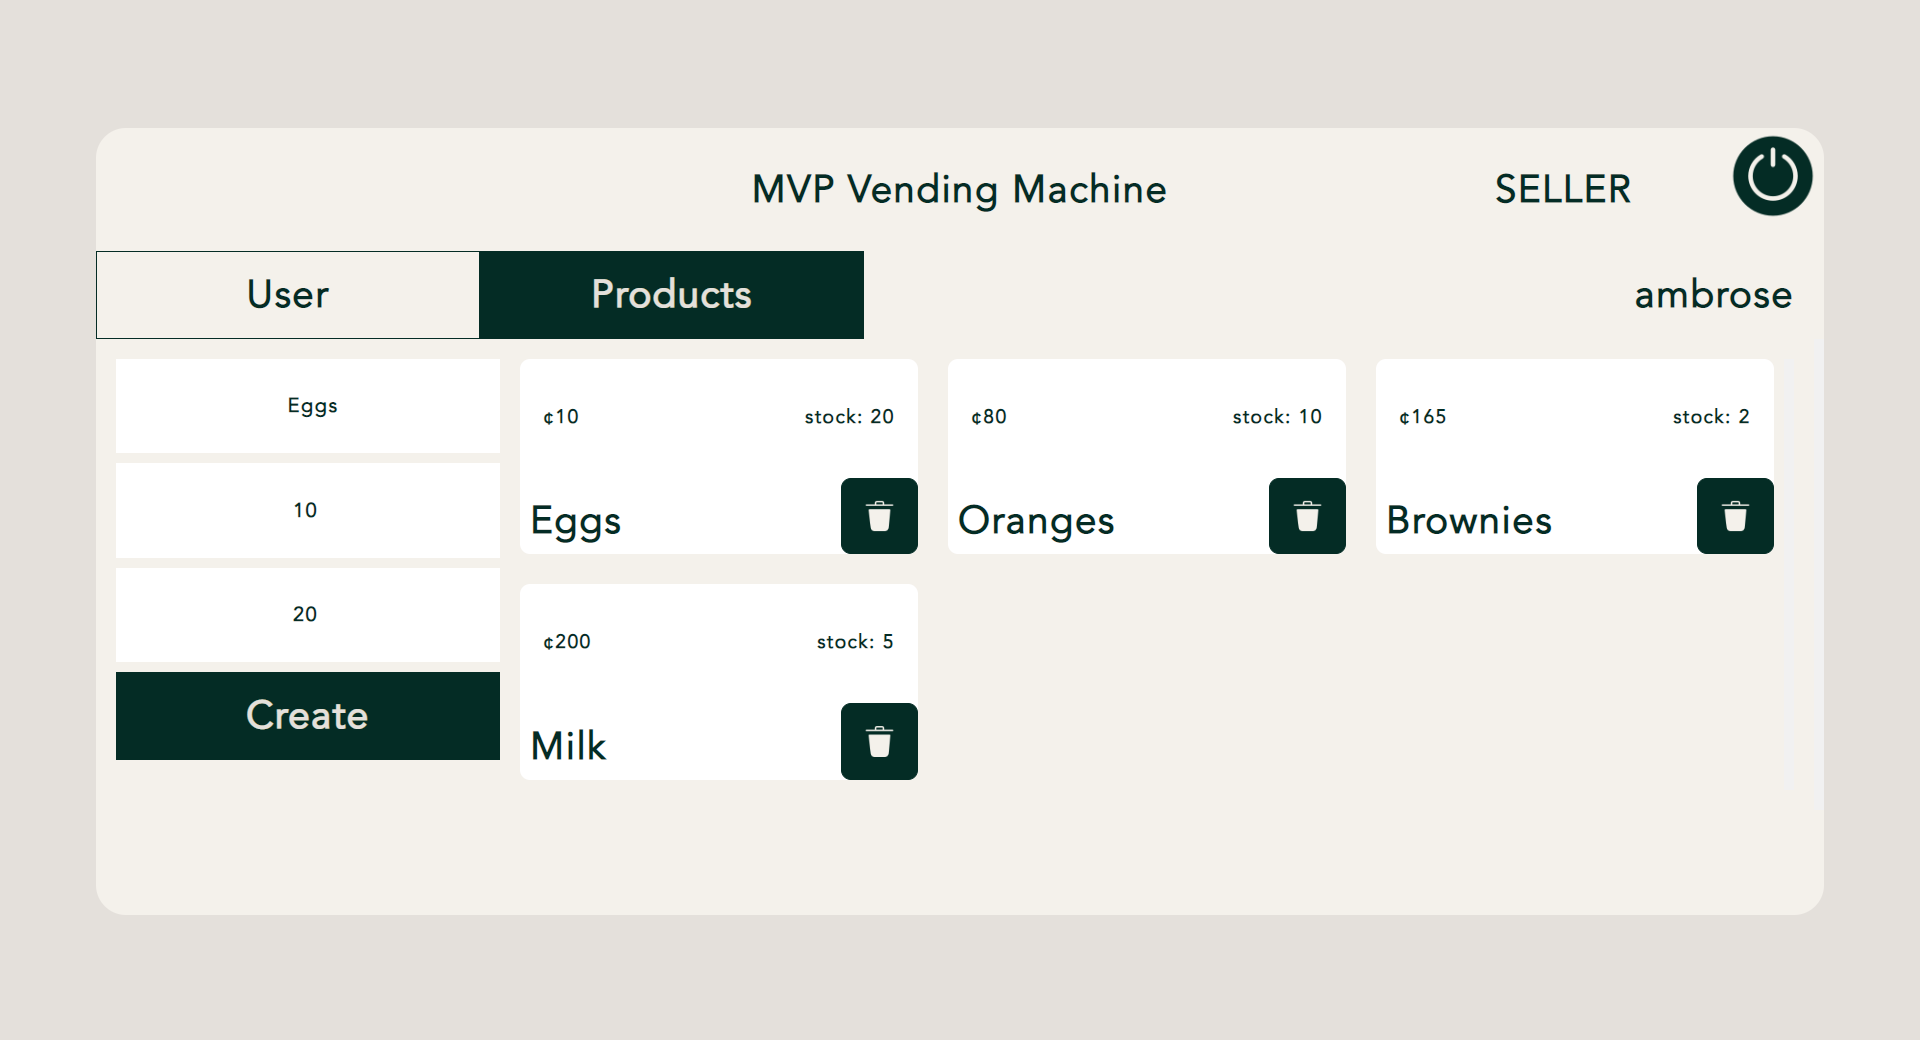 MVP Vending Machine
SELLER
User
Products
ambrose
Eggs
10
20
Create
¢10
stock: 20
Eggs
¢80
stock: 10
Oranges
¢165
stock: 2
Brownies
¢200
stock: 5
Milk